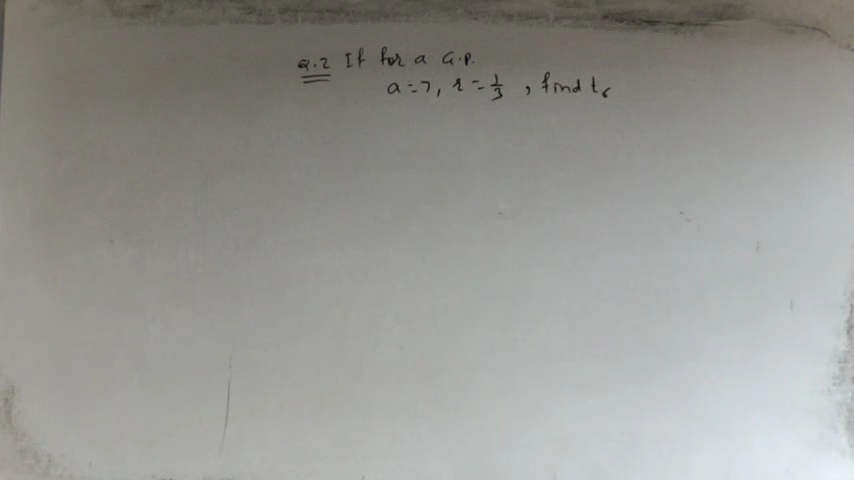 Q.2 If for a G.P.
a=7, r=1/3, find t₆